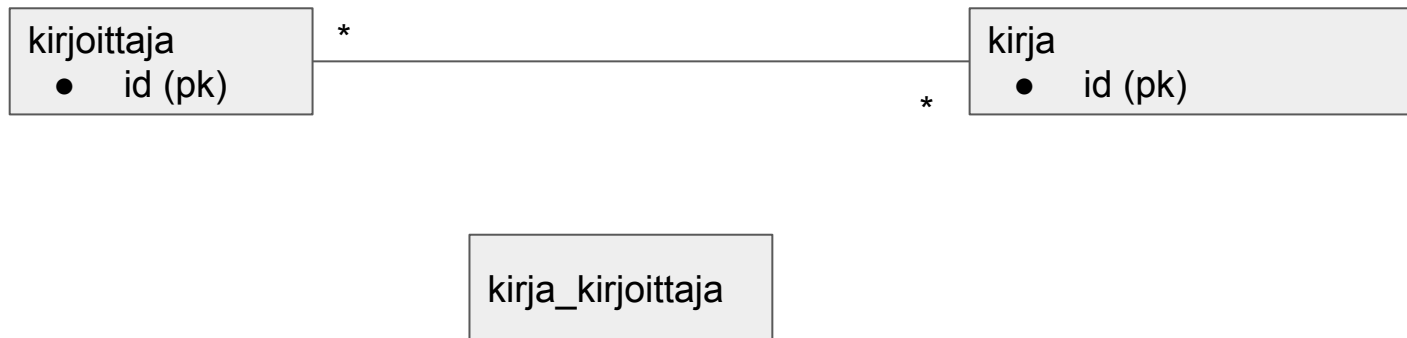 kirjoittaja
● id (pk)
*
*
kirja
● id (pk)
kirja_kirjoittaja